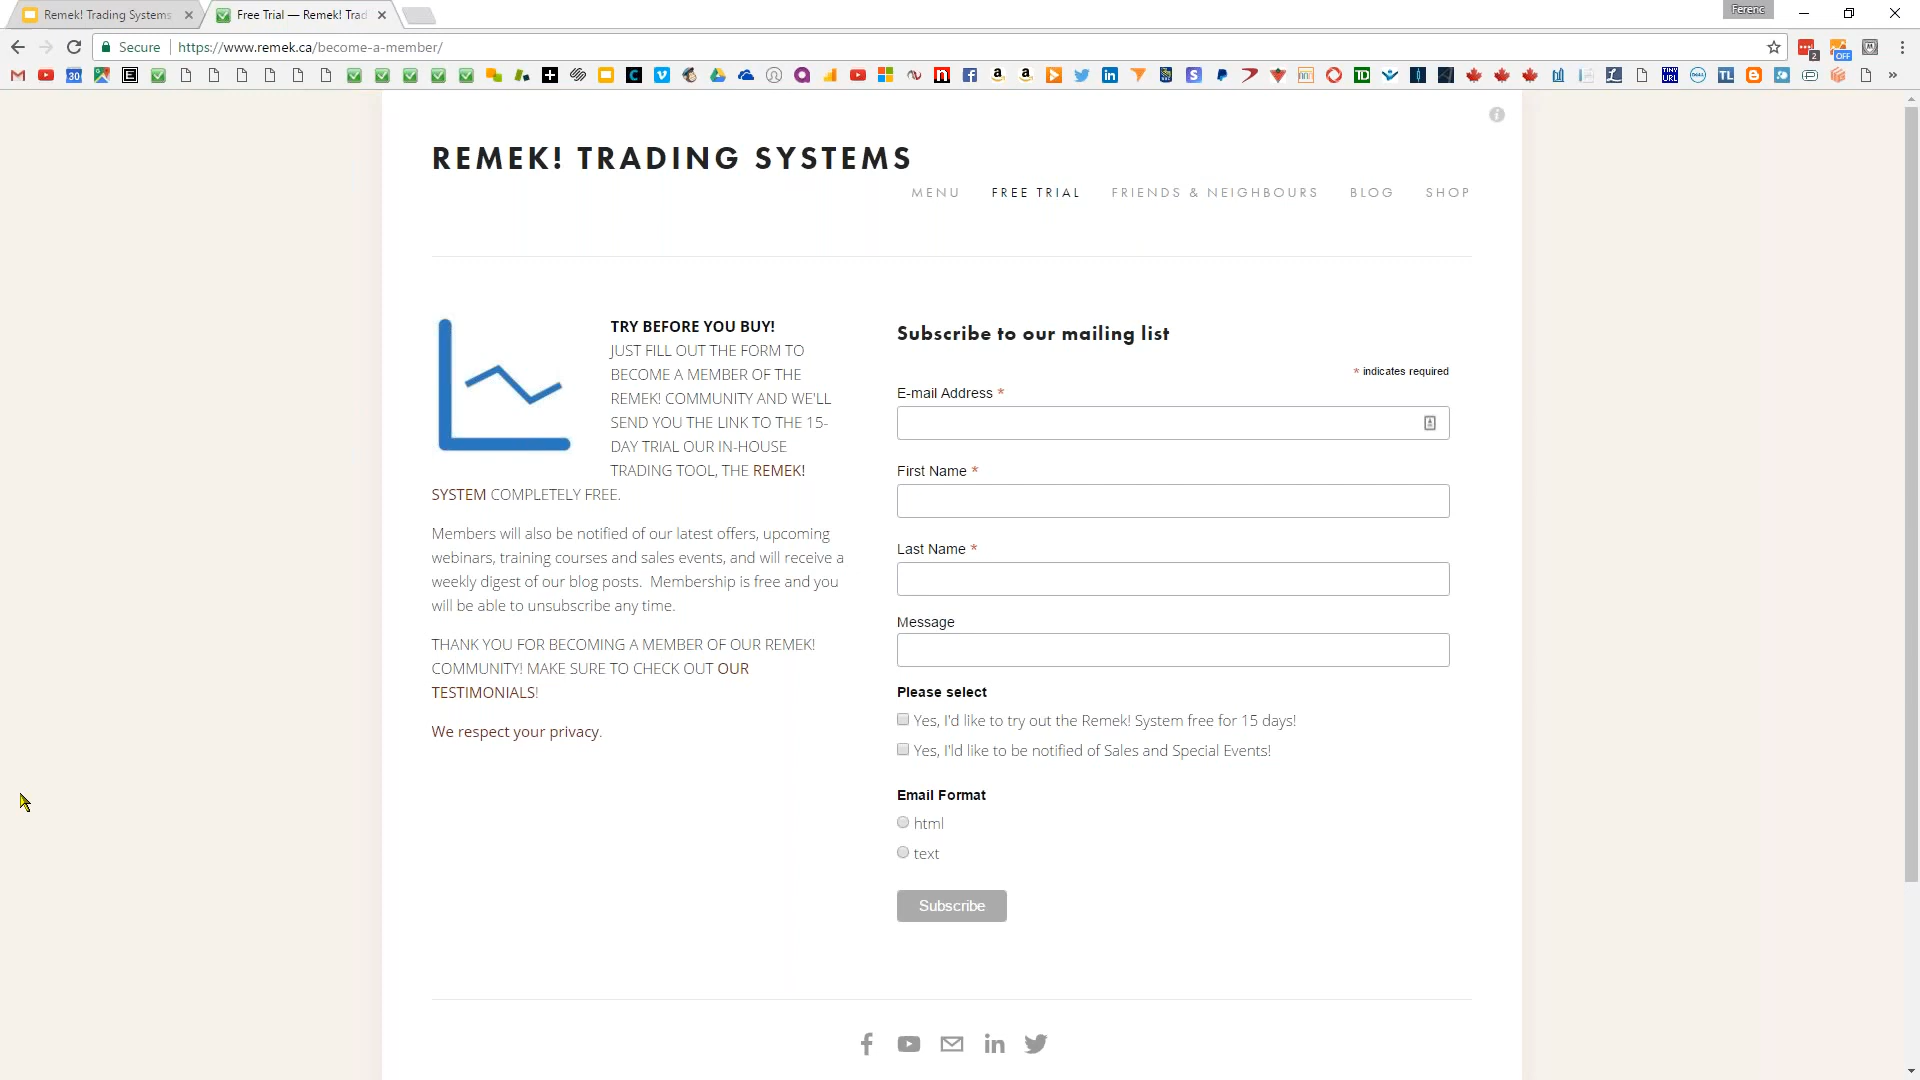 Remek! Trading Systems
Free Trial — Remek! Trad
Ferenc
Secure
https://www.remek.ca/become-a-member/
REMEK! TRADING SYSTEMS
MENU
FREE TRIAL
FRIENDS & NEIGHBOURS
BLOG
SHOP
TRY BEFORE YOU BUY!
JUST FILL OUT THE FORM TO
BECOME A MEMBER OF THE
REMEK! COMMUNITY AND WE'LL
SEND YOU THE LINK TO THE 15-
DAY TRIAL OUR IN-HOUSE
TRADING TOOL, THE REMEK!
SYSTEM COMPLETELY FREE.
Members will also be notified of our latest offers, upcoming
webinars, training courses and sales events, and will receive a
weekly digest of our blog posts.  Membership is free and you
will be able to unsubscribe any time.
THANK YOU FOR BECOMING A MEMBER OF OUR REMEK!
COMMUNITY! MAKE SURE TO CHECK OUT OUR
TESTIMONIALS!
We respect your privacy.
Subscribe to our mailing list
* indicates required
E-mail Address *
First Name *
Last Name *
Message
Please select
Yes, I'd like to try out the Remek! System free for 15 days!
Yes, I'ld like to be notified of Sales and Special Events!
Email Format
html
text
Subscribe